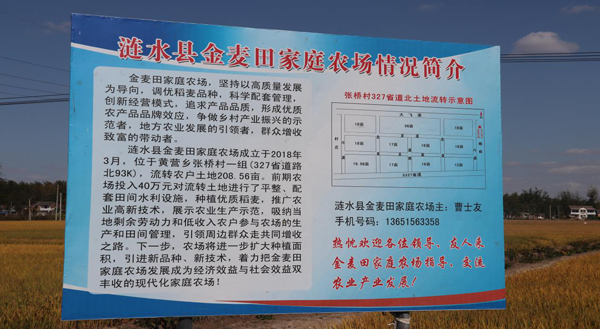 涟水县金麦田家庭农场情况简介
金麦田家庭农场，坚持以高质量发展
为导向，调优稻麦品种，科学配套管理，
创新经营模式，追求产品品质，形成优质
农产品品牌效应，争做乡村产业振兴的示
范者，地方农业发展的引领者，群众增收
致富的带动者。
涟水县金麦田家庭农场成立于2018年
3月，位于黄营乡张桥村一组(327省道路
北93K)，流转农户土地208.56亩。前期农
场投入40万元对流转土地进行了平整、配
套田间水利设施，种植优质稻麦，推广农
业高新技术，展示农业生产示范，吸纳当
地剩余劳动力和低收入农户参与农场的生
产和田间管理，引领周边群众走共同增收
之路。下一步，农场将进一步扩大种植面
积，引进新品种、新技术，着力把金麦田
家庭农场发展成为经济效益与社会效益双
丰收的现代化家庭农场！
张桥村327省道北土地流转示意图
327省道
涟水县金麦田家庭农场主：曹士友
手机号码：13651563358
热忱欢迎各位领导、友人来
金麦田家庭农场指导、交流
农业产业发展！